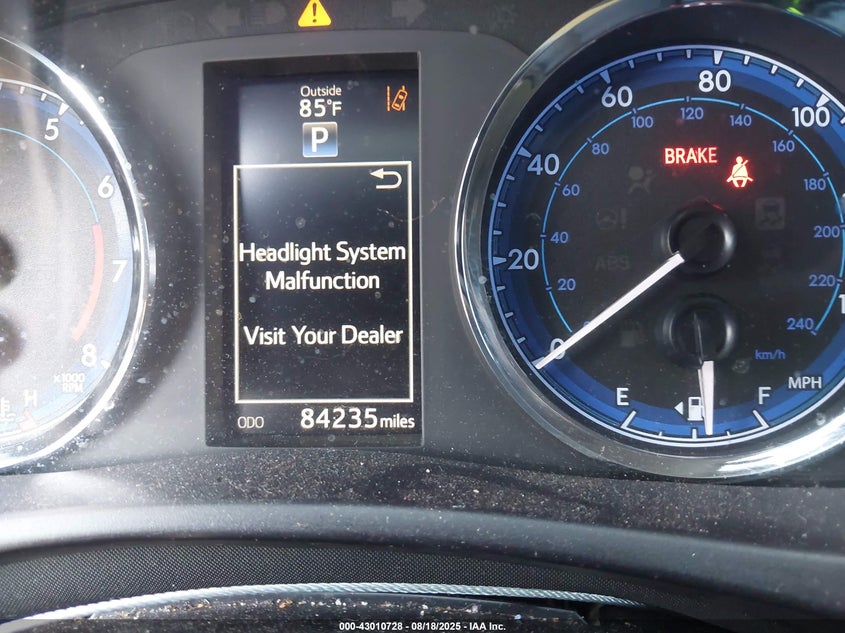 Outside
85°F
P
Headlight System
Malfunction
Visit Your Dealer
ODO 84235 miles
5
6
7
8
x1000
RPM
H
BRAKE
ABS
0
20
40
60
80
100
20
40
60
80
100
120
140
160
180
200
220
240
km/h
MPH
E
F
000-43010728 - 08/18/2025 - IAA Inc.